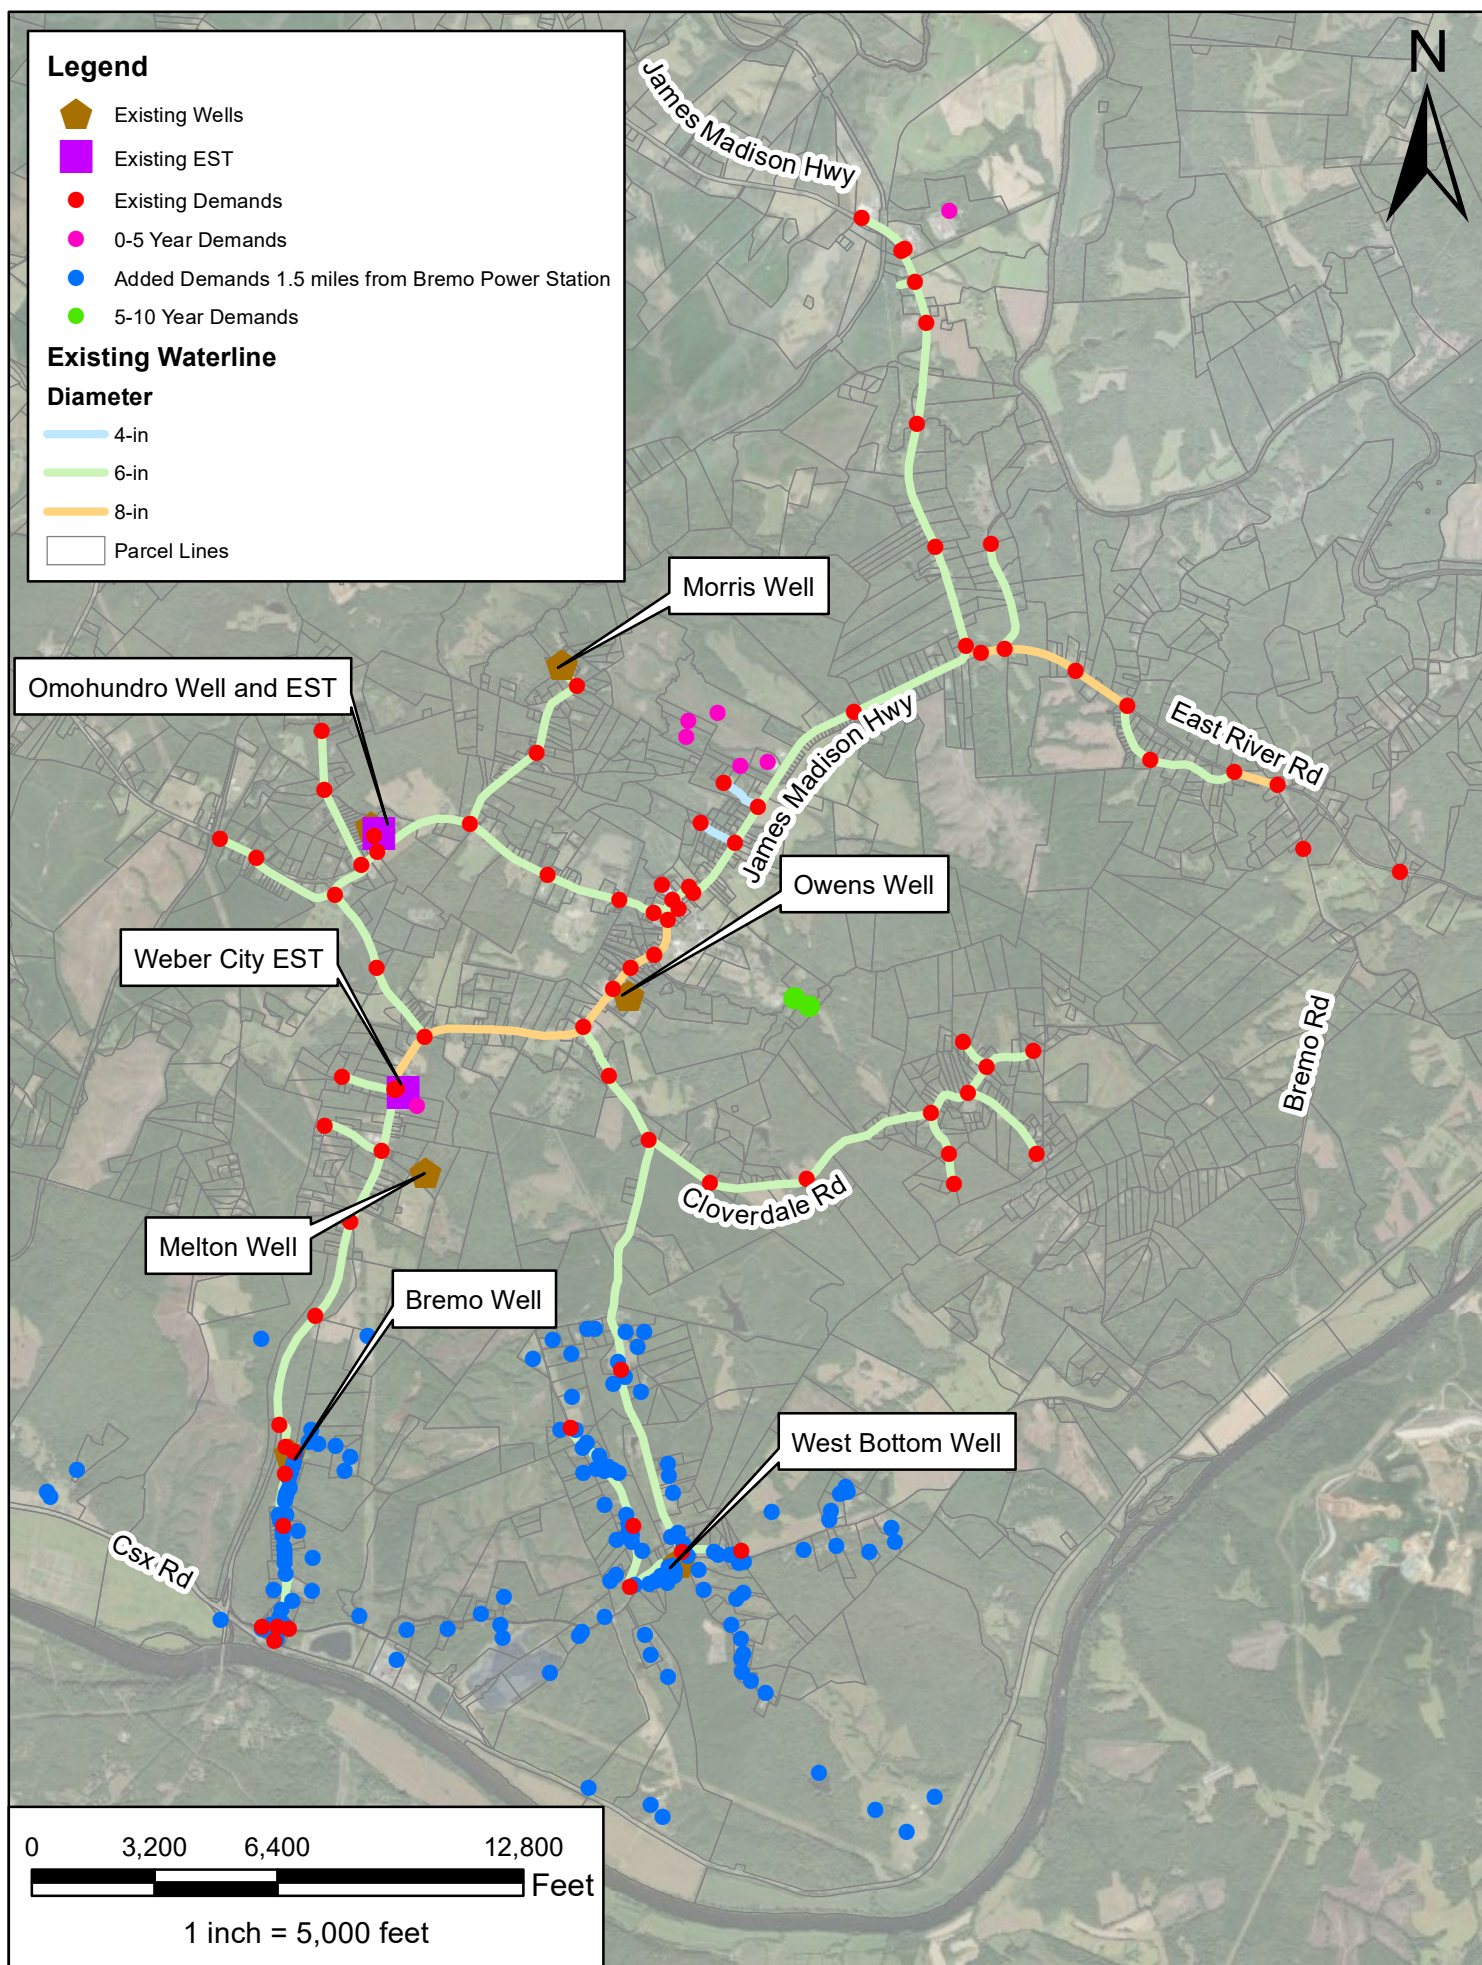 Legend
Existing Wells
Existing EST
Existing Demands
0-5 Year Demands
Added Demands 1.5 miles from Bremo Power Station
5-10 Year Demands
Existing Waterline
Diameter
4-in
6-in
8-in
Parcel Lines
N
James Madison Hwy
Morris Well
Omohundro Well and EST
James Madison Hwy
East River Rd
Owens Well
Weber City EST
Bremo Rd
Cloverdale Rd
Melton Well
Bremo Well
West Bottom Well
Csx Rd
0 3,200 6,400 12,800
Feet
1 inch = 5,000 feet